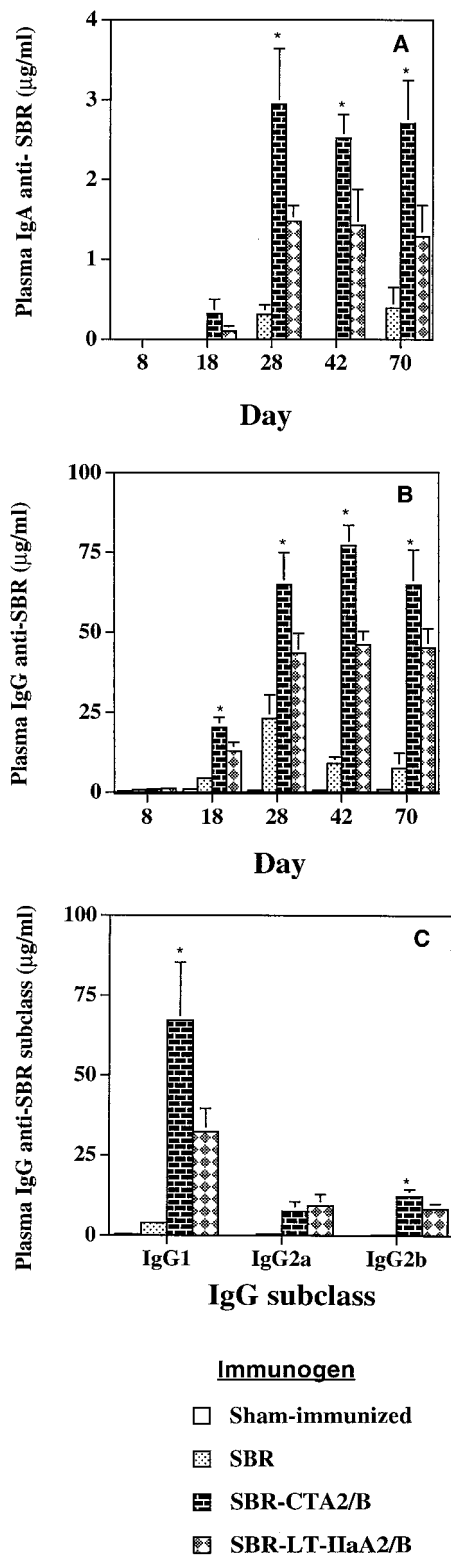 A
Plasma IgA anti- SBR (µg/ml)
4
3
2
1
0
* * *
8 18 28 42 70
Day
B
Plasma IgG anti-SBR (µg/ml)
100
75
50
25
0
* * * *
8 18 28 42 70
Day
C
Plasma IgG anti-SBR subclass (µg/ml)
100
75
50
25
0
* *
IgG1 IgG2a IgG2b
IgG subclass
Immunogen
Sham-immunized
SBR
SBR-CTA2/B
SBR-LT-IIaA2/B